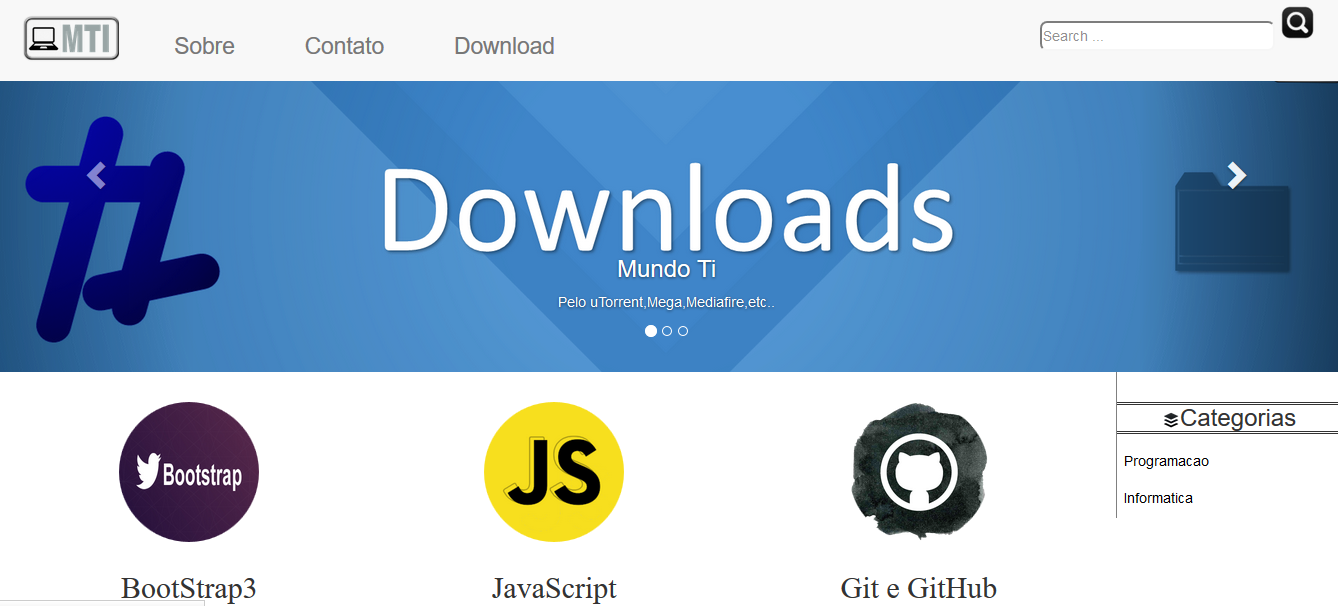 MTI
Sobre Contato Download
Search ...
Downloads
Mundo Ti
Pelo uTorrent,Mega,Mediafire,etc..
Categorias
Programacao
Informatica
Bootstrap
JS
BootStrap3
JavaScript
Git e GitHub